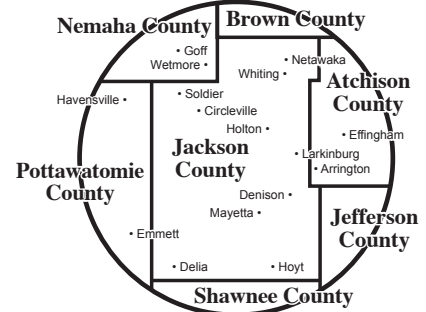 Nemaha County
Brown County
• Goff
Wetmore •
• Netawaka
Whiting •
Atchison
County
Havensville •
• Soldier
• Circleville
Holton •
• Effingham
Jackson
County
• Larkinburg
• Arrington
Pottawatomie
County
Denison •
Mayetta •
Jefferson
County
• Emmett
• Delia
• Hoyt
Shawnee County